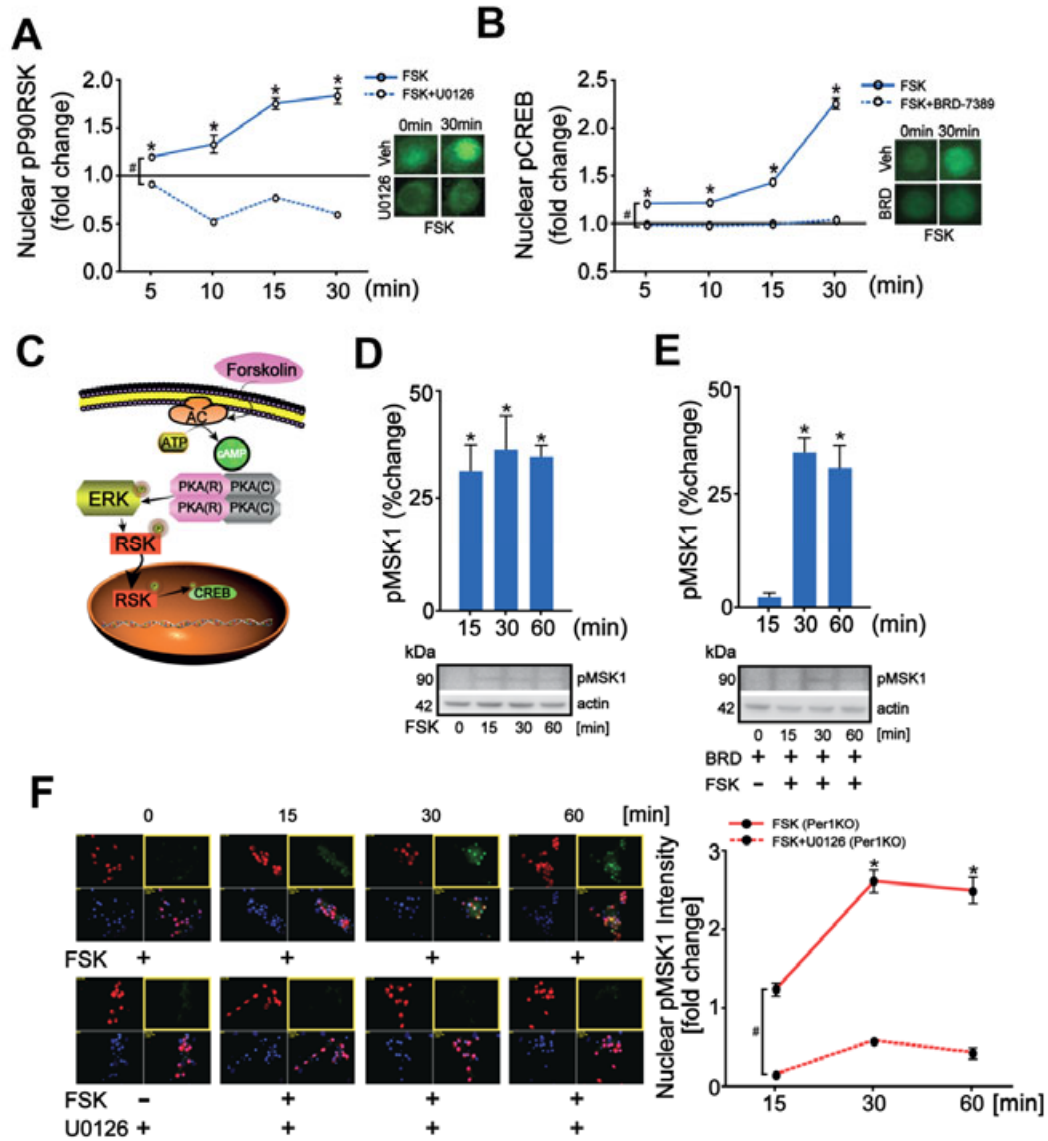 A
Nuclear pP90RSK
(fold change)
2.0
1.5
1.0
0.5
0.0
* * * *
#
FSK
FSK+U0126
0min 30min
Veh
U0126
FSK
5 10 15 30 (min)
B
Nuclear pCREB
(fold change)
2.5
2.0
1.5
1.0
0.5
* * * *
#
FSK
FSK+BRD-7389
0min 30min
Veh
BRD
FSK
5 10 15 30 (min)
C
Forskolin
AC
ATP
cAMP
PKA(R) PKA(C)
PKA(R) PKA(C)
ERK
RSK
RSK
CREB
D
pMSK1 (%change)
50
25
0
* * *
15 30 60 (min)
kDa
90 pMSK1
42 actin
FSK 0 15 30 60 [min]
E
pMSK1 (%change)
50
25
0
* *
15 30 60 (min)
kDa
90 pMSK1
42 actin
0 15 30 60 [min]
BRD + + + +
FSK - + + +
F
0 15 30 60 [min]
FSK + + + +
FSK - + + +
U0126 + + + +
FSK (Per1KO)
FSK+U0126 (Per1KO)
Nuclear pMSK1 Intensity
[fold change]
3
2
1
0
* *
#
15 30 60 [min]